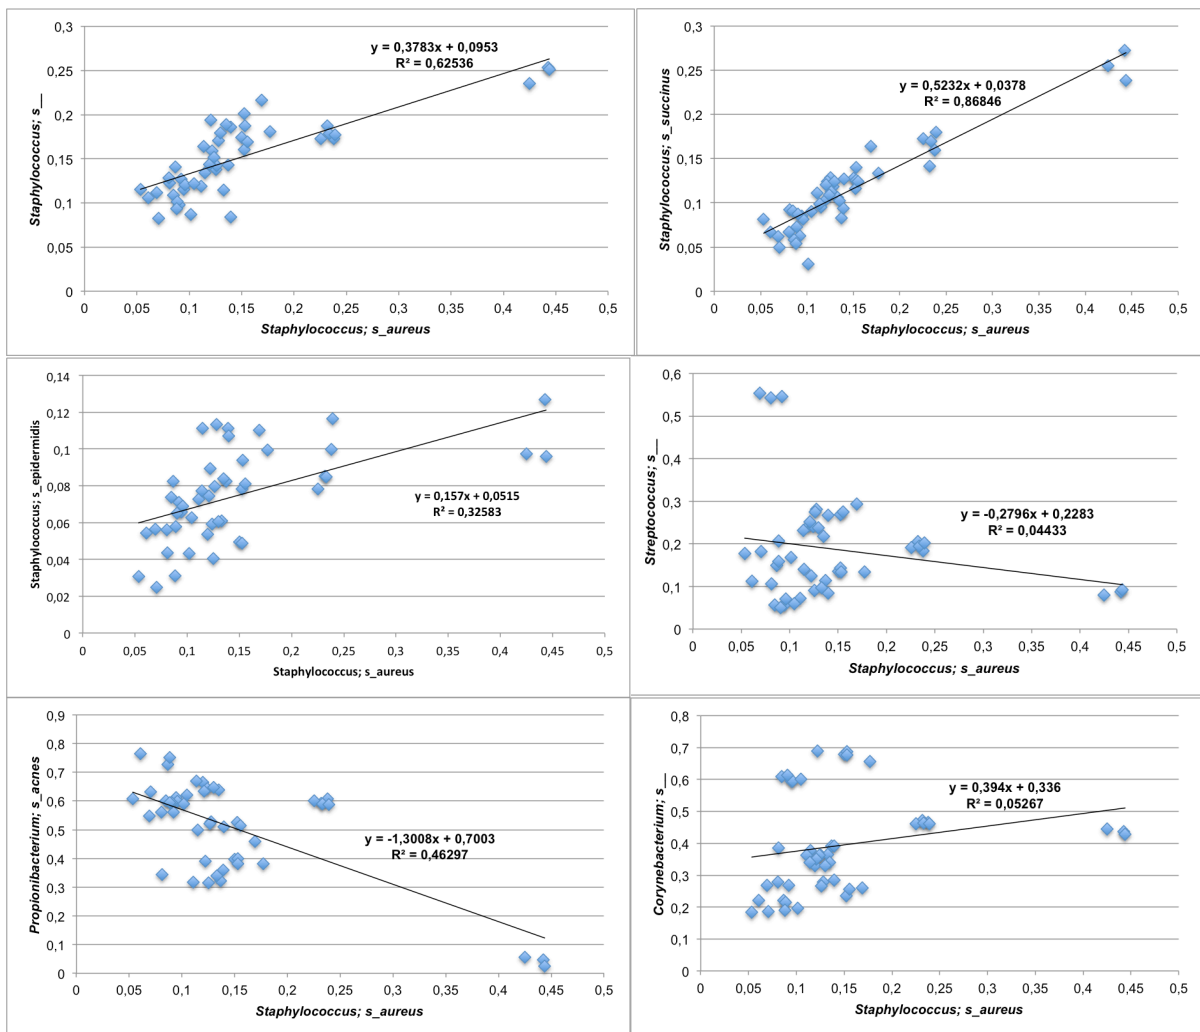 0,3
0,25
0,2
0,15
0,1
0,05
0
Staphylococcus; s__
y = 0,3783x + 0,0953
R² = 0,62536
0 0,05 0,1 0,15 0,2 0,25 0,3 0,35 0,4 0,45 0,5
Staphylococcus; s_aureus
0,3
0,25
0,2
0,15
0,1
0,05
0
Staphylococcus; s_succinus
y = 0,5232x + 0,0378
R² = 0,86846
0 0,05 0,1 0,15 0,2 0,25 0,3 0,35 0,4 0,45 0,5
Staphylococcus; s_aureus
0,14
0,12
0,1
0,08
0,06
0,04
0,02
0
Staphylococcus; s_epidermidis
y = 0,157x + 0,0515
R² = 0,32583
0 0,05 0,1 0,15 0,2 0,25 0,3 0,35 0,4 0,45 0,5
Staphylococcus; s_aureus
0,6
0,5
0,4
0,3
0,2
0,1
0
Streptococcus; s__
y = -0,2796x + 0,2283
R² = 0,04433
0 0,05 0,1 0,15 0,2 0,25 0,3 0,35 0,4 0,45 0,5
Staphylococcus; s_aureus
0,9
0,8
0,7
0,6
0,5
0,4
0,3
0,2
0,1
0
Propionibacterium; s_acnes
y = -1,3008x + 0,7003
R² = 0,46297
0 0,05 0,1 0,15 0,2 0,25 0,3 0,35 0,4 0,45 0,5
Staphylococcus; s_aureus
0,8
0,7
0,6
0,5
0,4
0,3
0,2
0,1
0
Corynebacterium; s__
y = 0,394x + 0,336
R² = 0,05267
0 0,05 0,1 0,15 0,2 0,25 0,3 0,35 0,4 0,45 0,5
Staphylococcus; s_aureus